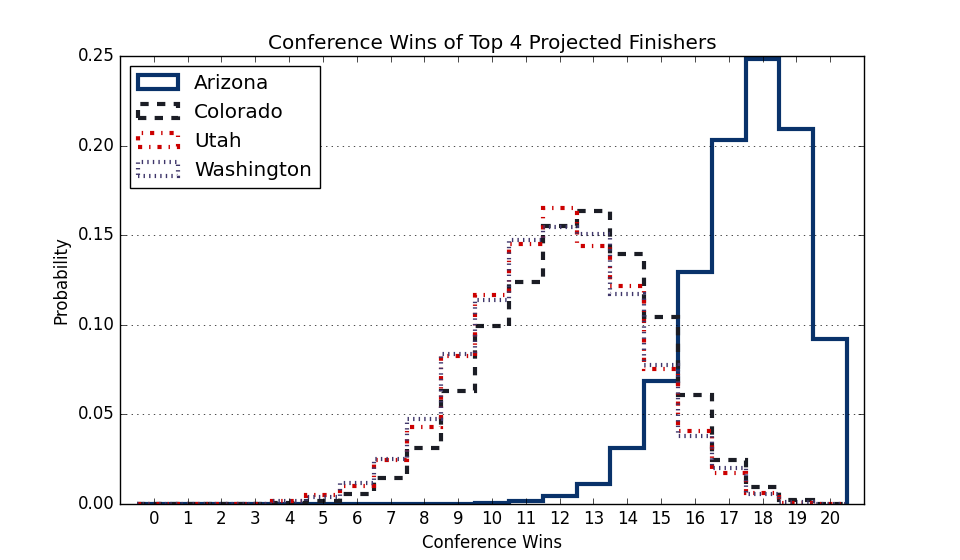 Conference Wins of Top 4 Projected Finishers
0.25
0.20
0.15
0.10
0.05
0.00
Probability
Arizona
Colorado
Utah
Washington
0 1 2 3 4 5 6 7 8 9 10 11 12 13 14 15 16 17 18 19 20
Conference Wins